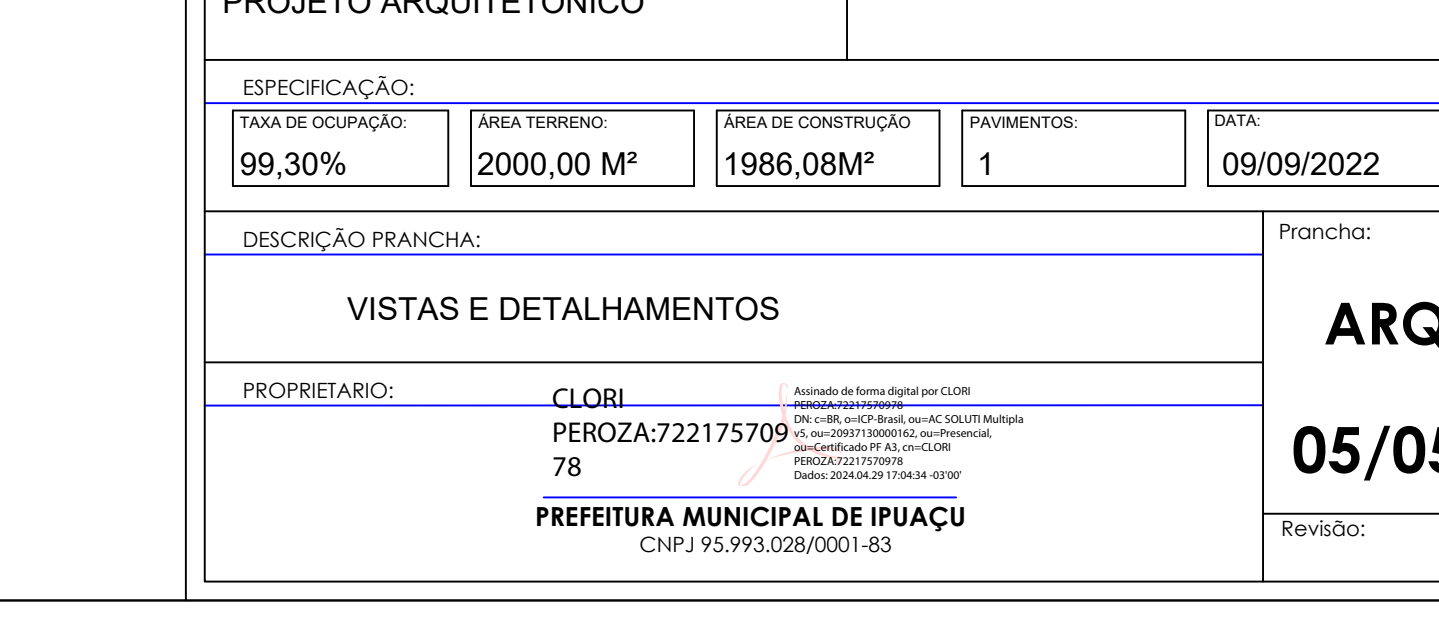 PROJETO ARQUITETÔNICO
ESPECIFICAÇÃO:
TAXA DE OCUPAÇÃO:
99,30%
ÁREA TERRENO:
2000,00 M²
ÁREA DE CONSTRUÇÃO
1986,08M²
PAVIMENTOS:
1
DATA:
09/09/2022
DESCRIÇÃO PRANCHA:
VISTAS E DETALHAMENTOS
Prancha:
ARQ
05/05
PROPRIETARIO:
CLORI
PEROZA:722175709
78
Assinado de forma digital por CLORI
PEROZA:72217570978
DN: c=BR, o=ICP-Brasil, ou=AC SOLUTI Multipla
v5, ou=20937130000162, ou=Presencial,
ou=Certificado PF A3, cn=CLORI
PEROZA:72217570978
Dados: 2024.04.29 17:04:34 -03'00'
PREFEITURA MUNICIPAL DE IPUAÇU
CNPJ 95.993.028/0001-83
Revisão: